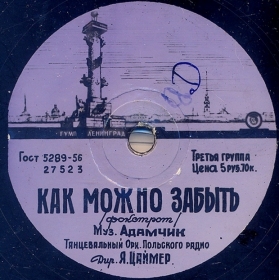 ГУМП ЛЕНИНГРАД
ГОСТ 5289-56
27523
ТРЕТЬЯ ГРУППА
ЦЕНА 5 РУБ.70К.
КАК МОЖНО ЗАБЫТЬ
/фокстрот/
МУЗ. АДАМЧИК
ТАНЦЕВАЛЬНЫЙ ОРК. ПОЛЬСКОГО РАДИО
Дир. Я.ЦАЙМЕР